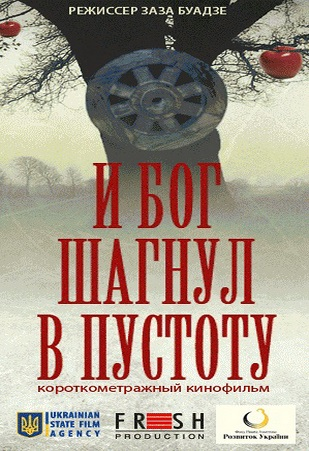 РЕЖИССЕР ЗАЗА БУАДЗЕ
И БОГ
ШАГНУЛ
В ПУСТОТУ
короткометражный кинофильм
UKRAINIAN
STATE FILM
AGENCY
FRESH
PRODUCTION
Розвиток України